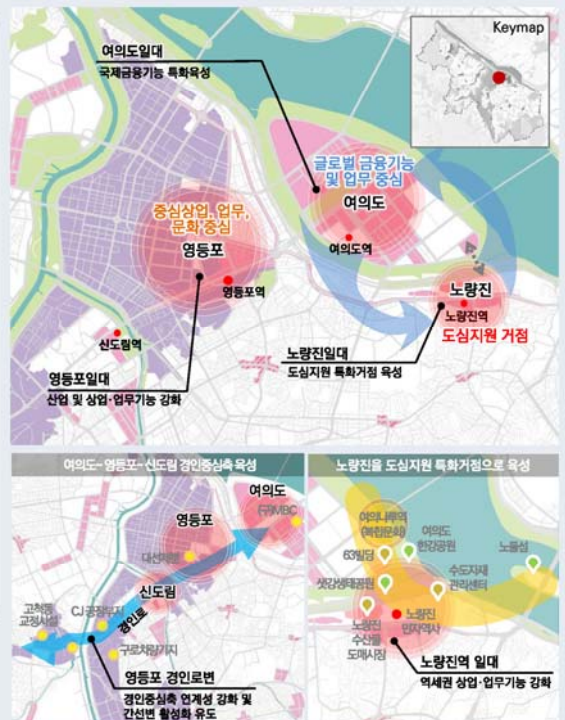 Keymap
여의도일대
국제금융기능 특화육성
글로벌 금융기능
및 업무 중심
여의도
여의도역
중심상업, 업무,
문화 중심
영등포
영등포역
노량진
노량진역
도심지원 거점
신도림역
노량진일대
도심지원 특화거점 육성
영등포일대
산업 및 상업·업무기능 강화
여의도-영등포-신도림 경인중심축 육성
여의도
(구)MBC
영등포
대선제분
신도림
경인로
CJ 공장부지
고척동
교정시설
구로차량기지
영등포 경인로변
경인중심축 연계성 강화 및
간선변 활성화 유도
노량진을 도심지원 특화거점으로 육성
여의나루역
(복합문화)
여의도
한강공원
63빌딩
노들섬
샛강생태공원
수도자재
관리센터
노량진
민자역사
노량진
수산물
도매시장
노량진역 일대
역세권 상업·업무기능 강화